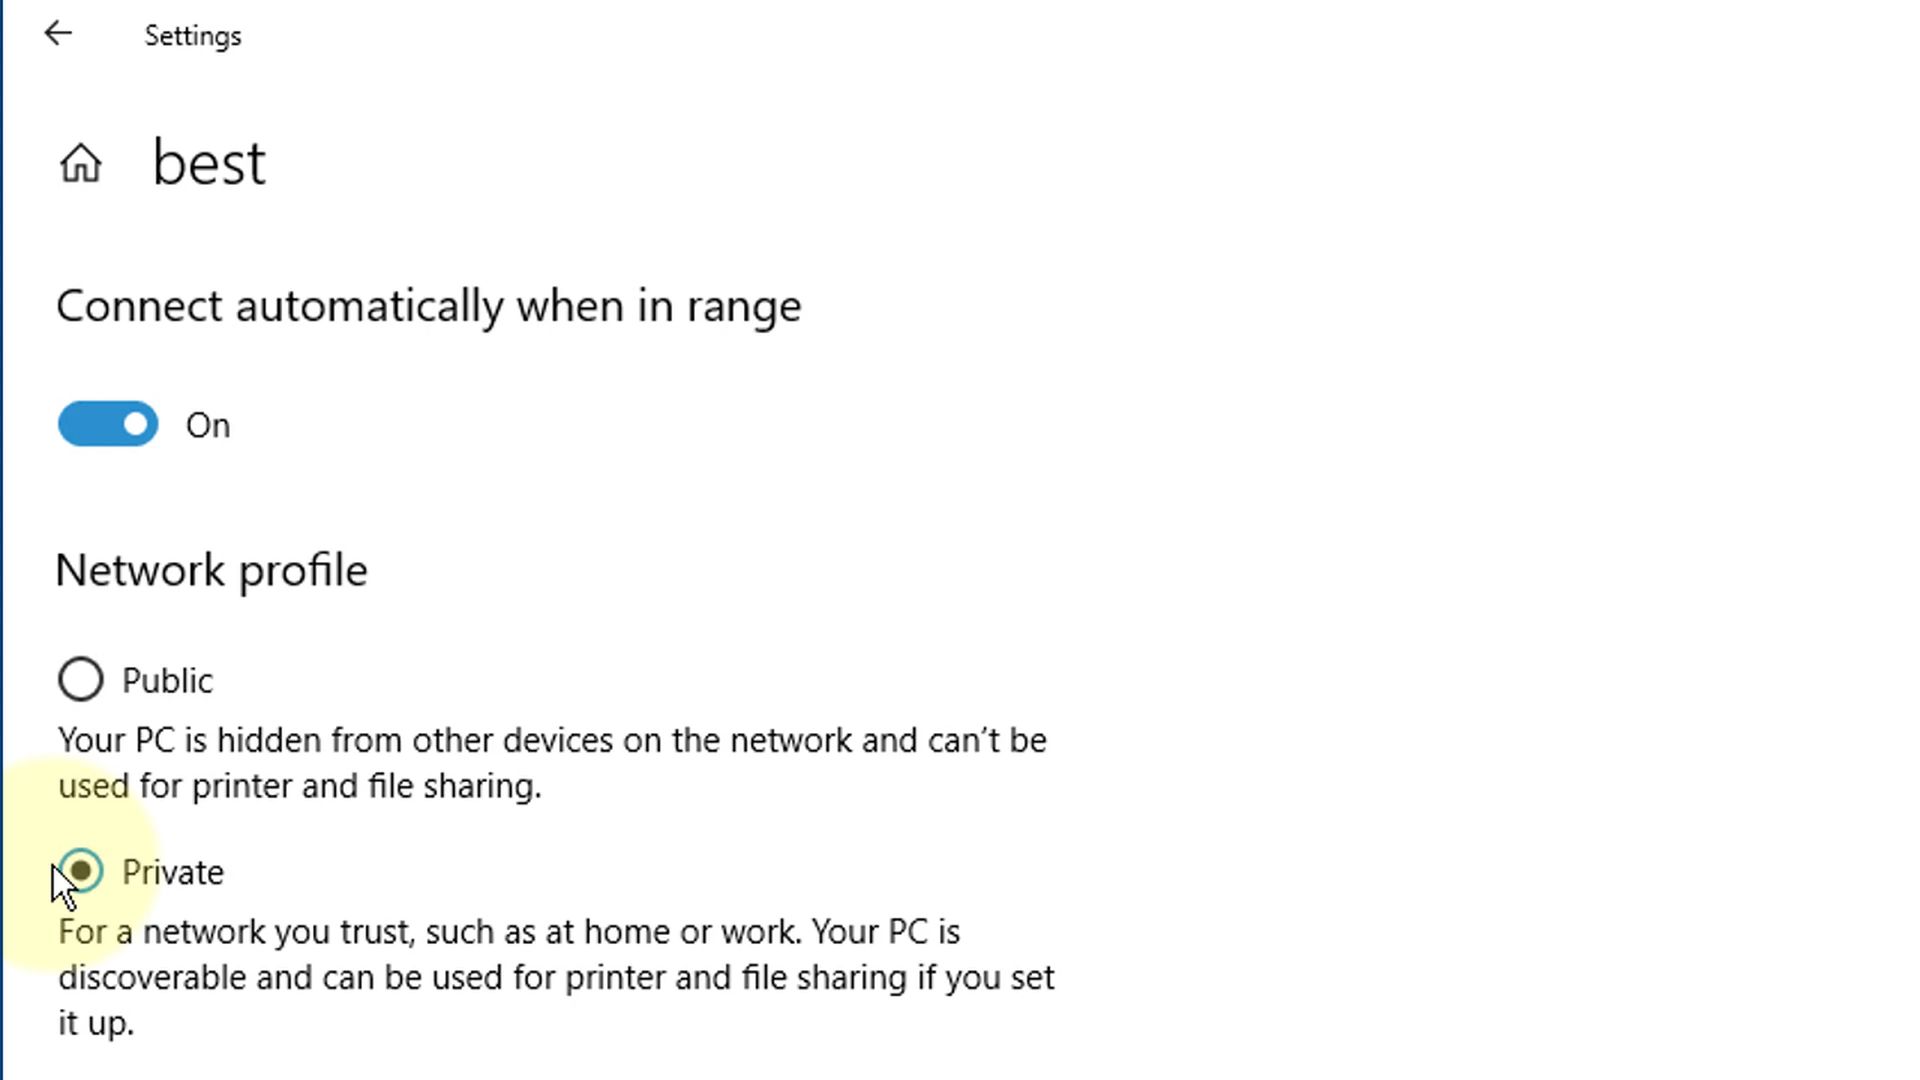 Settings
best
Connect automatically when in range
On
Network profile
Public
Your PC is hidden from other devices on the network and can’t be
used for printer and file sharing.
Private
For a network you trust, such as at home or work. Your PC is
discoverable and can be used for printer and file sharing if you set
it up.